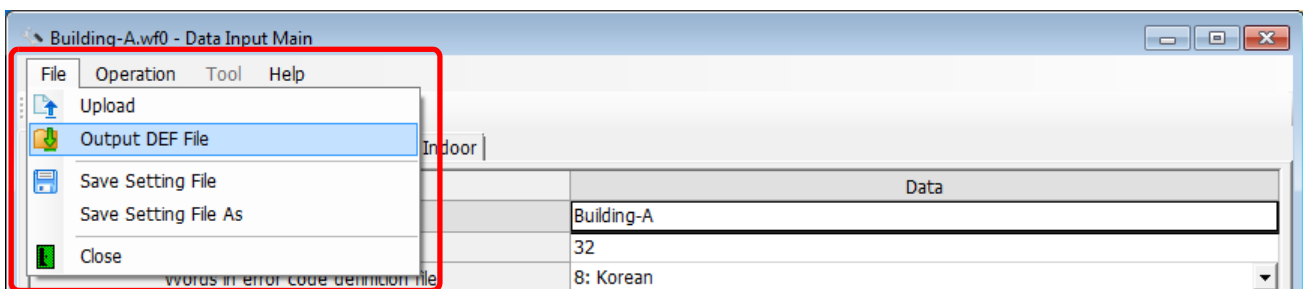 Building-A.wf0 - Data Input Main
File Operation Tool Help
Upload
Output DEF File
Indoor
Save Setting File
Data
Save Setting File As
Building-A
32
Close
Words in error code definition file
8: Korean